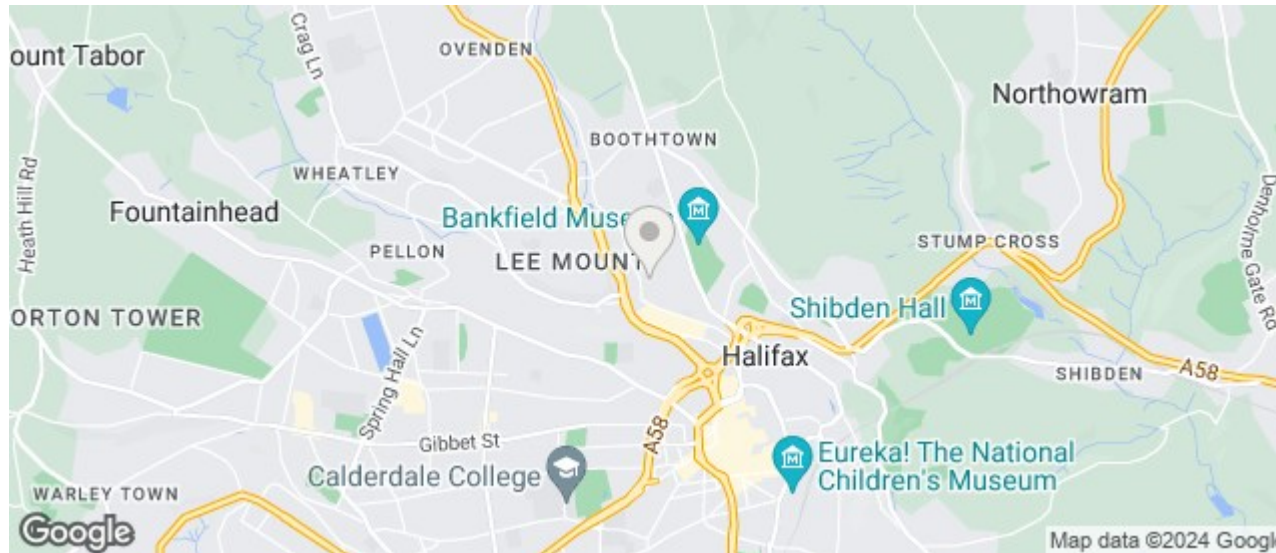 OVENDEN
Crag Ln
ount Tabor
Northowram
BOOTHTOWN
WHEATLEY
Heath Hill Rd
Denholme Gate Rd
Fountainhead
Bankfield Muse
STUMP CROSS
PELLON
LEE MOUNT
Shibden Hall
ORTON TOWER
Spring Hall Ln
Halifax
SHIBDEN
A58
Gibbet St
A58
Calderdale College
Eureka! The National
Children's Museum
WARLEY TOWN
Google
Map data ©2024 Google